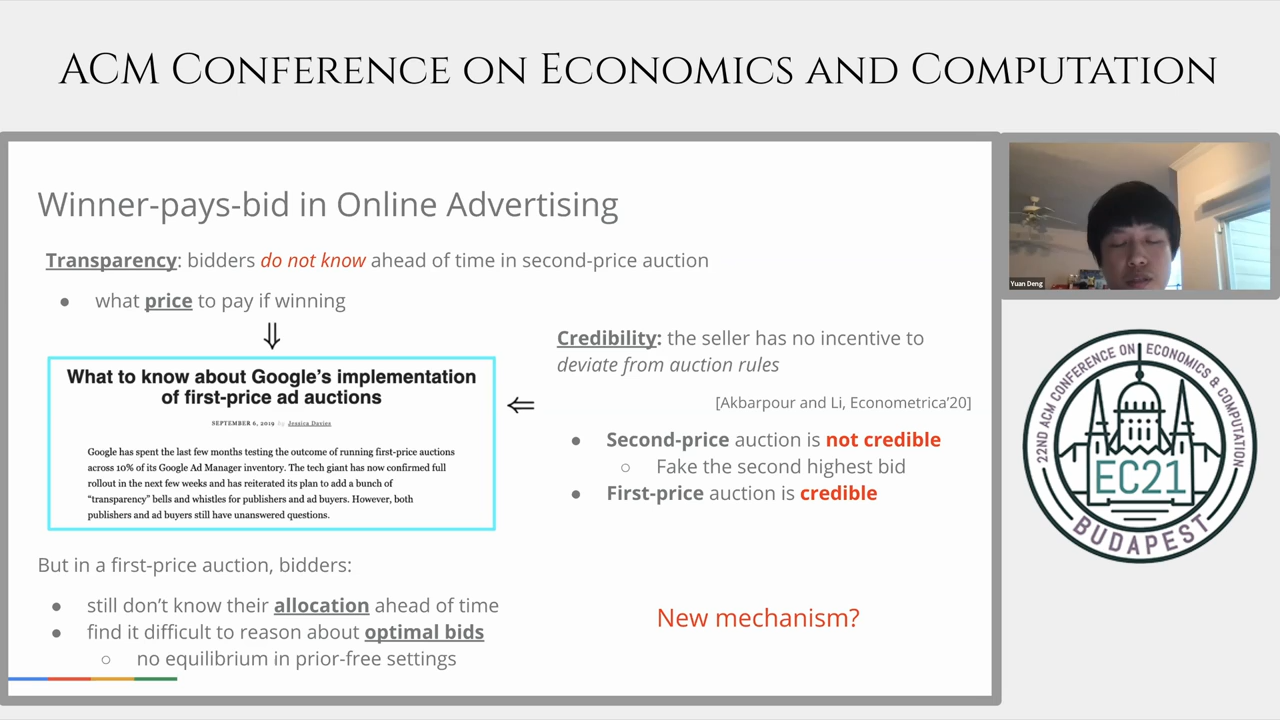 ACM Conference on Economics and Computation
Winner-pays-bid in Online Advertising
Transparency: bidders do not know ahead of time in second-price auction
● what price to pay if winning
⇓
What to know about Google's implementation
of first-price ad auctions
SEPTEMBER 6, 2019 by Jessica Davies
Google has spent the last few months testing the outcome of running first-price auctions
across 10% of its Google Ad Manager inventory. The tech giant has now confirmed full
rollout in the next few weeks and has reiterated its plan to add a bunch of
“transparency” bells and whistles for publishers and ad buyers. However, both
publishers and ad buyers still have unanswered questions.
⇐
Credibility: the seller has no incentive to
deviate from auction rules
[Akbarpour and Li, Econometrica’20]
● Second-price auction is not credible
○ Fake the second highest bid
● First-price auction is credible
But in a first-price auction, bidders:
● still don’t know their allocation ahead of time
● find it difficult to reason about optimal bids
○ no equilibrium in prior-free settings
New mechanism?
Yuan Deng
22ND ACM CONFERENCE ON ECONOMICS & COMPUTATION
EC21
BUDAPEST